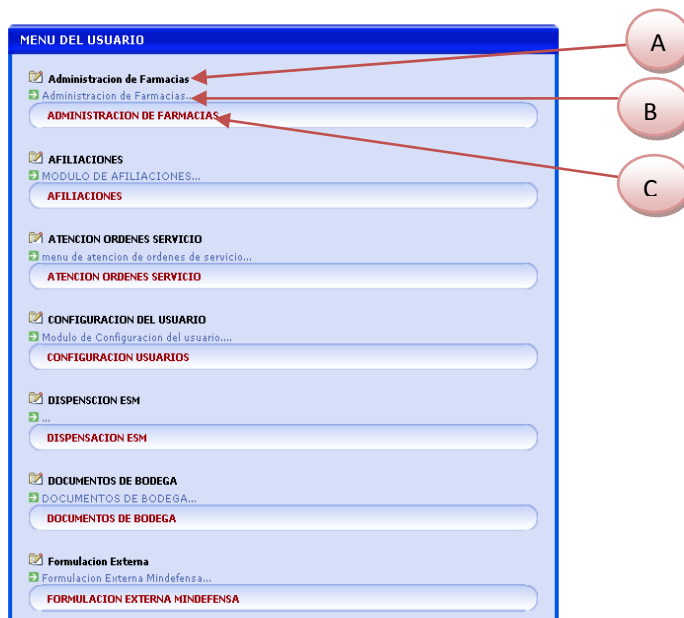 MENU DEL USUARIO
A
Administracion de Farmacias
Administracion de Farmacias...
B
ADMINISTRACION DE FARMACIAS
C
AFILIACIONES
MODULO DE AFILIACIONES...
AFILIACIONES
ATENCION ORDENES SERVICIO
menu de atencion de ordenes de servicio...
ATENCION ORDENES SERVICIO
CONFIGURACION DEL USUARIO
Modulo de Configuracion del usuario....
CONFIGURACION USUARIOS
DISPENSCION ESM
...
DISPENSACION ESM
DOCUMENTOS DE BODEGA
DOCUMENTOS DE BODEGA...
DOCUMENTOS DE BODEGA
Formulacion Externa
Formulacion Externa Mindefensa...
FORMULACION EXTERNA MINDEFENSA